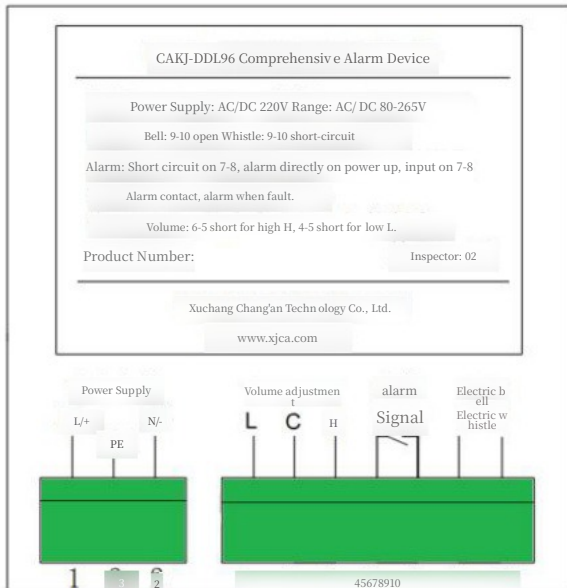 CAKJ-DDL96 Comprehensive Alarm Device
Power Supply: AC/DC 220V Range: AC/ DC 80-265V
Bell: 9-10 open Whistle: 9-10 short-circuit
Alarm: Short circuit on 7-8, alarm directly on power up, input on 7-8
Alarm contact, alarm when fault.
Volume: 6-5 short for high H, 4-5 short for low L.
Product Number: Inspector: 02
Xuchang Chang'an Techn ology Co., Ltd.
www.xjca.com
Power Supply
L/+ N/-
PE
Volume adjustmen
t
L C H
alarm
Signal
Electric b
ell
Electric w
histle
1 3 2
45678910